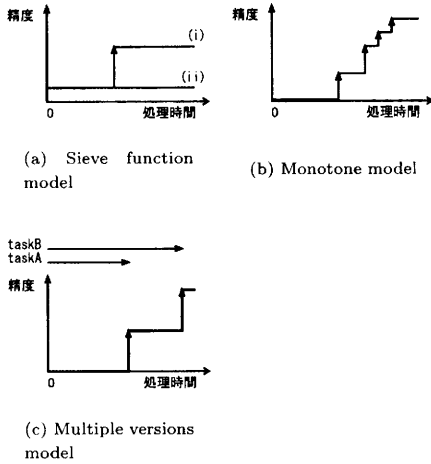 精度
(i)
(ii)
0
処理時間
(a) Sieve function
model
精度
0
処理時間
(b) Monotone model
taskB
taskA
精度
0
処理時間
(c) Multiple versions
model